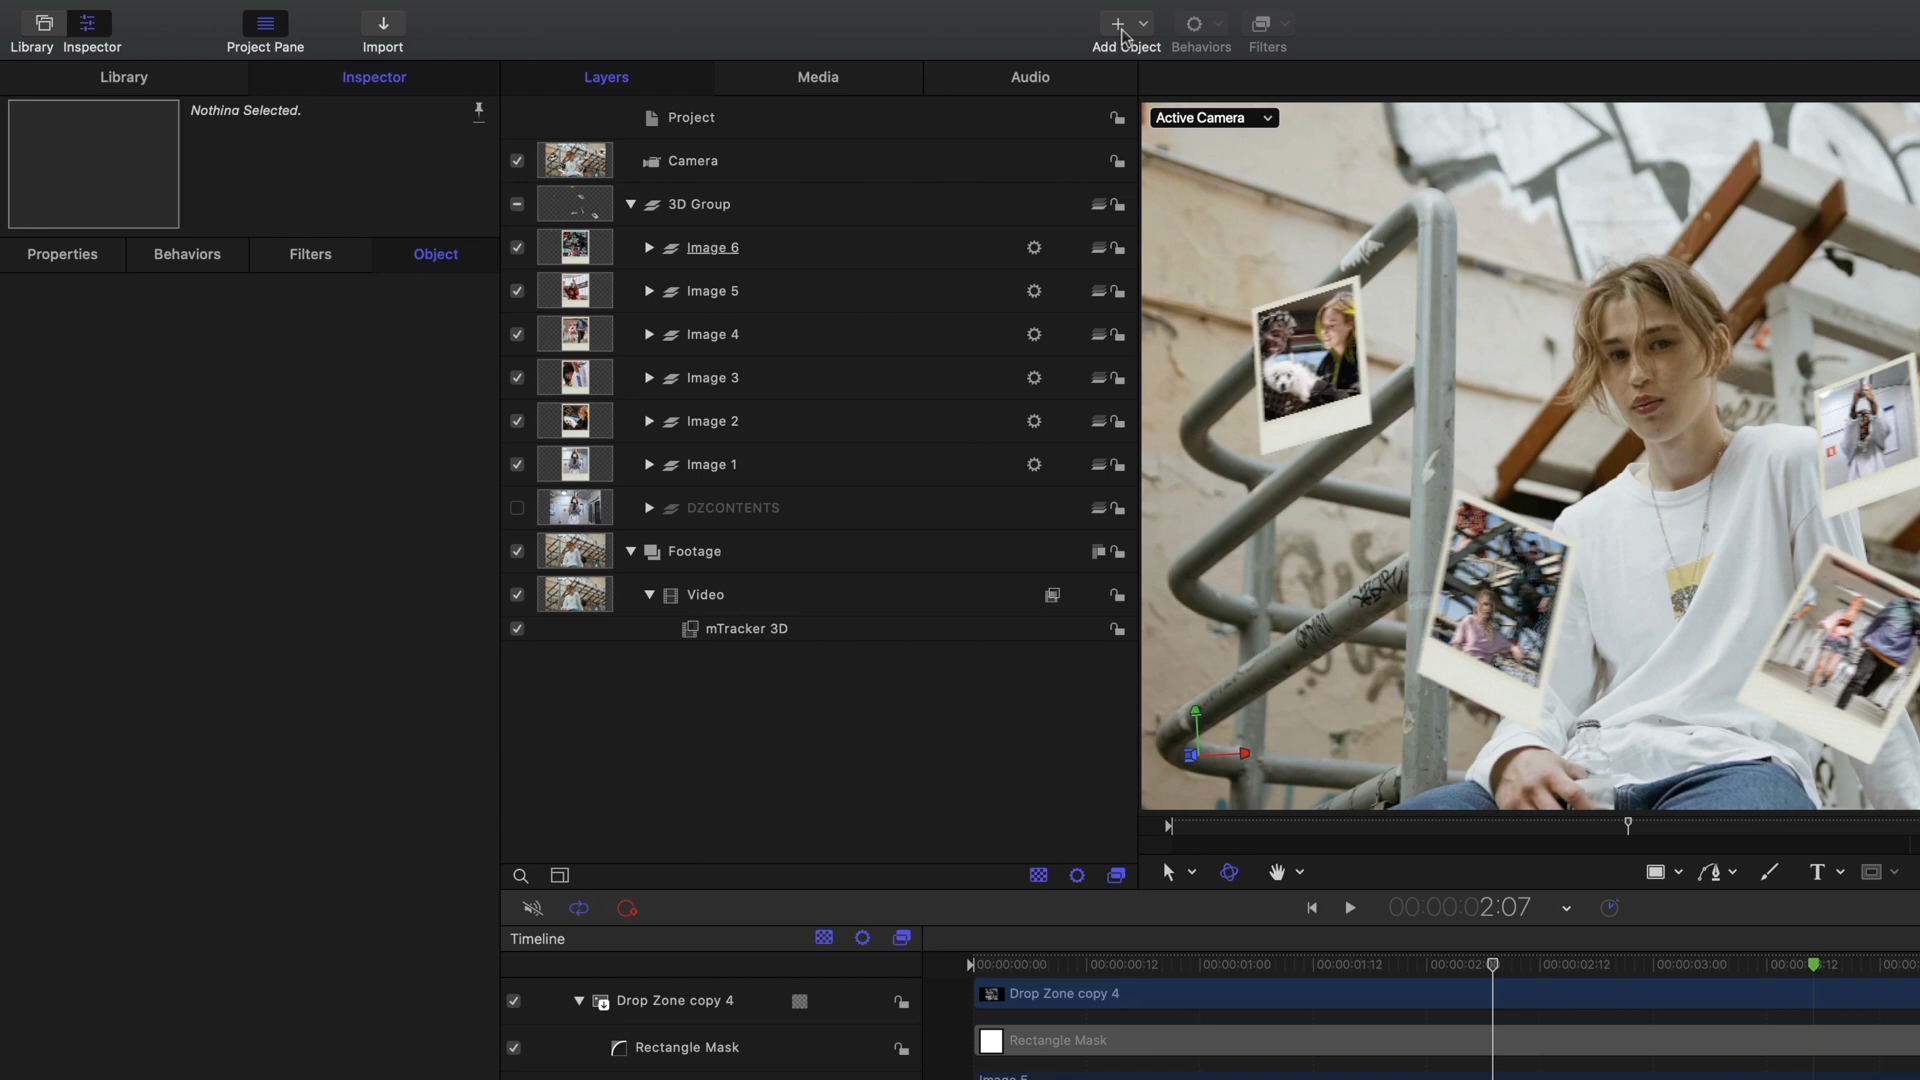 Library Inspector
Project Pane
Import
Add Object
Behaviors
Filters
Library
Inspector
Layers
Media
Audio
Nothing Selected.
Properties
Behaviors
Filters
Object
Project
Camera
3D Group
Image 6
Image 5
Image 4
Image 3
Image 2
Image 1
DZCONTENTS
Footage
Video
mTracker 3D
Active Camera
00:00:02:07
Timeline
00:00:00:00
00:00:00:12
00:00:01:00
00:00:01:12
00:00:02:12
00:00:03:00
Drop Zone copy 4
Drop Zone copy 4
Rectangle Mask
Rectangle Mask